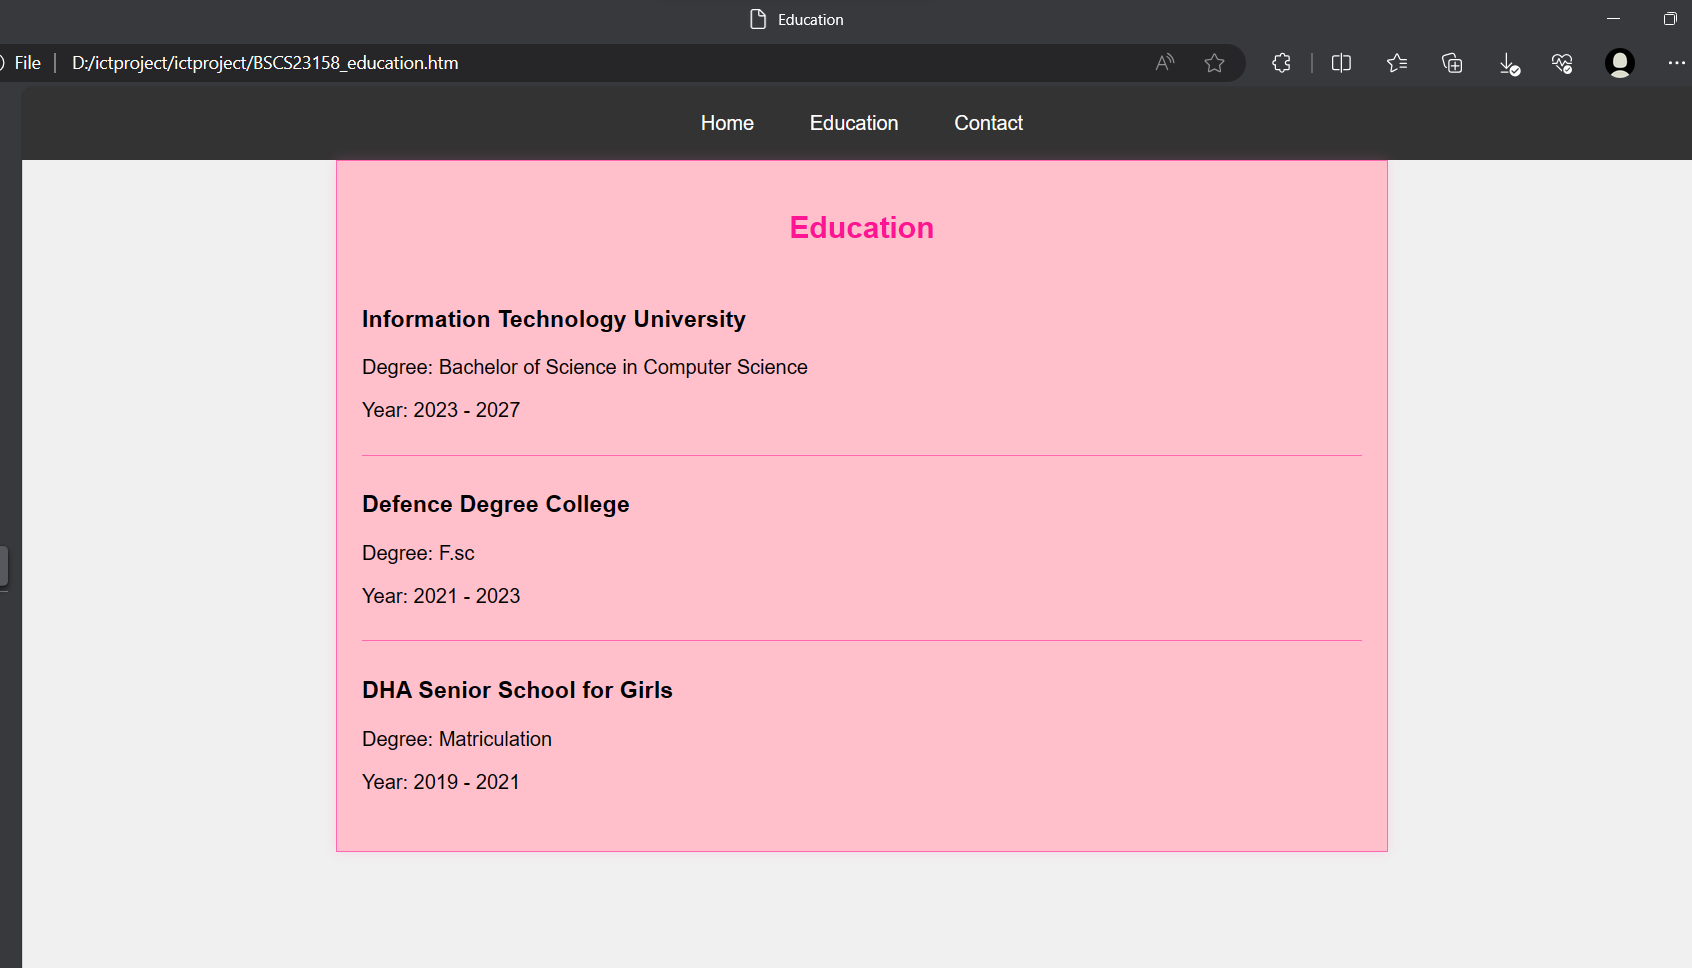 Education
File
D:/ictproject/ictproject/BSCS23158_education.htm
Home Education Contact
Education
Information Technology University
Degree: Bachelor of Science in Computer Science
Year: 2023 - 2027
Defence Degree College
Degree: F.sc
Year: 2021 - 2023
DHA Senior School for Girls
Degree: Matriculation
Year: 2019 - 2021